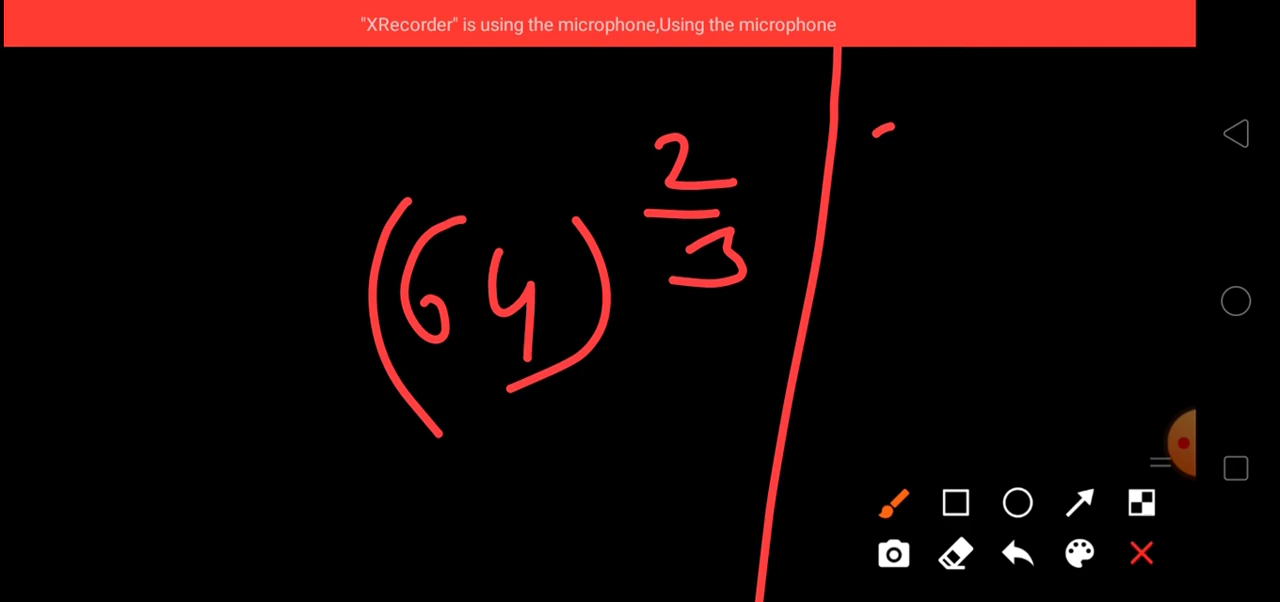 "XRecorder" is using the microphone,Using the microphone
(64)^{2/3}